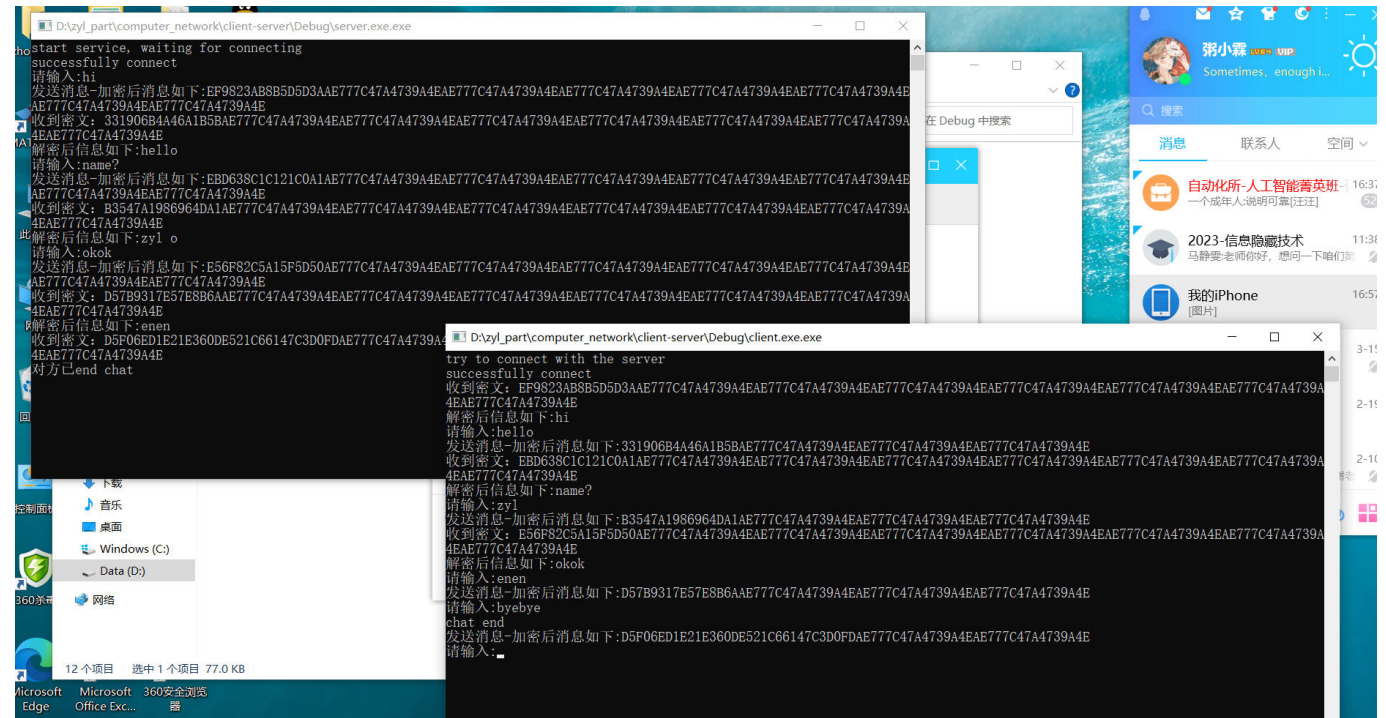 D:\zyl_part\computer_network\client-server\Debug\server.exe.exe
start service, waiting for connecting
successfully connect
请输入:hi
发送消息-加密后消息如下:EF9823AB8B5D5D3AAE777C47A4739A4EAE777C47A4739A4EAE777C47A4739A4EAE777C47A4739A4EAE777C47A4739A4E
AE777C47A4739A4EAE777C47A4739A4E
收到密文: 331906B4A46A1B5BAE777C47A4739A4EAE777C47A4739A4EAE777C47A4739A4EAE777C47A4739A4EAE777C47A4739A
4EAE777C47A4739A4E
解密后信息如下:hello
请输入:name?
发送消息-加密后消息如下:EBD638C1C121C0A1AE777C47A4739A4EAE777C47A4739A4EAE777C47A4739A4EAE777C47A4739A4EAE777C47A4739A4E
AE777C47A4739A4EAE777C47A4739A4E
收到密文: B3547A1986964DA1AE777C47A4739A4EAE777C47A4739A4EAE777C47A4739A4EAE777C47A4739A4EAE777C47A4739A
4EAE777C47A4739A4E
解密后信息如下:zyl o
请输入:okok
发送消息-加密后消息如下:E56F82C5A15F5D50AE777C47A4739A4EAE777C47A4739A4EAE777C47A4739A4EAE777C47A4739A4EAE777C47A4739A4E
AE777C47A4739A4EAE777C47A4739A4E
收到密文: D57B9317E57E8B6AAE777C47A4739A4EAE777C47A4739A4EAE777C47A4739A4EAE777C47A4739A4EAE777C47A4739A
4EAE777C47A4739A4E
解密后信息如下:enen
收到密文: D5F06ED1E21E360DE521C66147C3D0FDAE777C47A4739A4
4EAE777C47A4739A4E
对方已end chat
D:\zyl_part\computer_network\client-server\Debug\client.exe.exe
try to connect with the server
successfully connect
收到密文: EF9823AB8B5D5D3AAE777C47A4739A4EAE777C47A4739A4EAE777C47A4739A4EAE777C47A4739A4EAE777C47A4739A
4EAE777C47A4739A4E
解密后信息如下:hi
请输入:hello
发送消息-加密后消息如下:331906B4A46A1B5BAE777C47A4739A4EAE777C47A4739A4EAE777C47A4739A4E
收到密文: EBD638C1C121C0A1AE777C47A4739A4EAE777C47A4739A4EAE777C47A4739A4EAE777C47A4739A4EAE777C47A4739A
4EAE777C47A4739A4E
解密后信息如下:name?
请输入:zyl
发送消息-加密后消息如下:B3547A1986964DA1AE777C47A4739A4EAE777C47A4739A4EAE777C47A4739A4E
收到密文: E56F82C5A15F5D50AE777C47A4739A4EAE777C47A4739A4EAE777C47A4739A4EAE777C47A4739A4EAE777C47A4739A
4EAE777C47A4739A4E
解密后信息如下:okok
请输入:enen
发送消息-加密后消息如下:D57B9317E57E8B6AAE777C47A4739A4EAE777C47A4739A4EAE777C47A4739A4E
请输入:byebye
chat end
发送消息-加密后消息如下:D5F06ED1E21E360DE521C66147C3D0FDAE777C47A4739A4EAE777C47A4739A4E
请输入:
在 Debug 中搜索
粥小霖 VIP
Sometimes, enough i...
搜索
消息 联系人 空间
自动化所-人工智能菁英班- 16:37
一个成年人:说明可靠[汪汪] 52
2023-信息隐藏技术 11:38
马静雯:老师你好，想问一下咱们
我的iPhone 16:57
[图片]
3-15
2-19
2-10
下载
音乐
桌面
Windows (C:)
Data (D:)
网络
12 个项目 选中 1 个项目 77.0 KB
控制面
360杀
Microsoft Edge
Microsoft Office Exc...
360安全浏览器